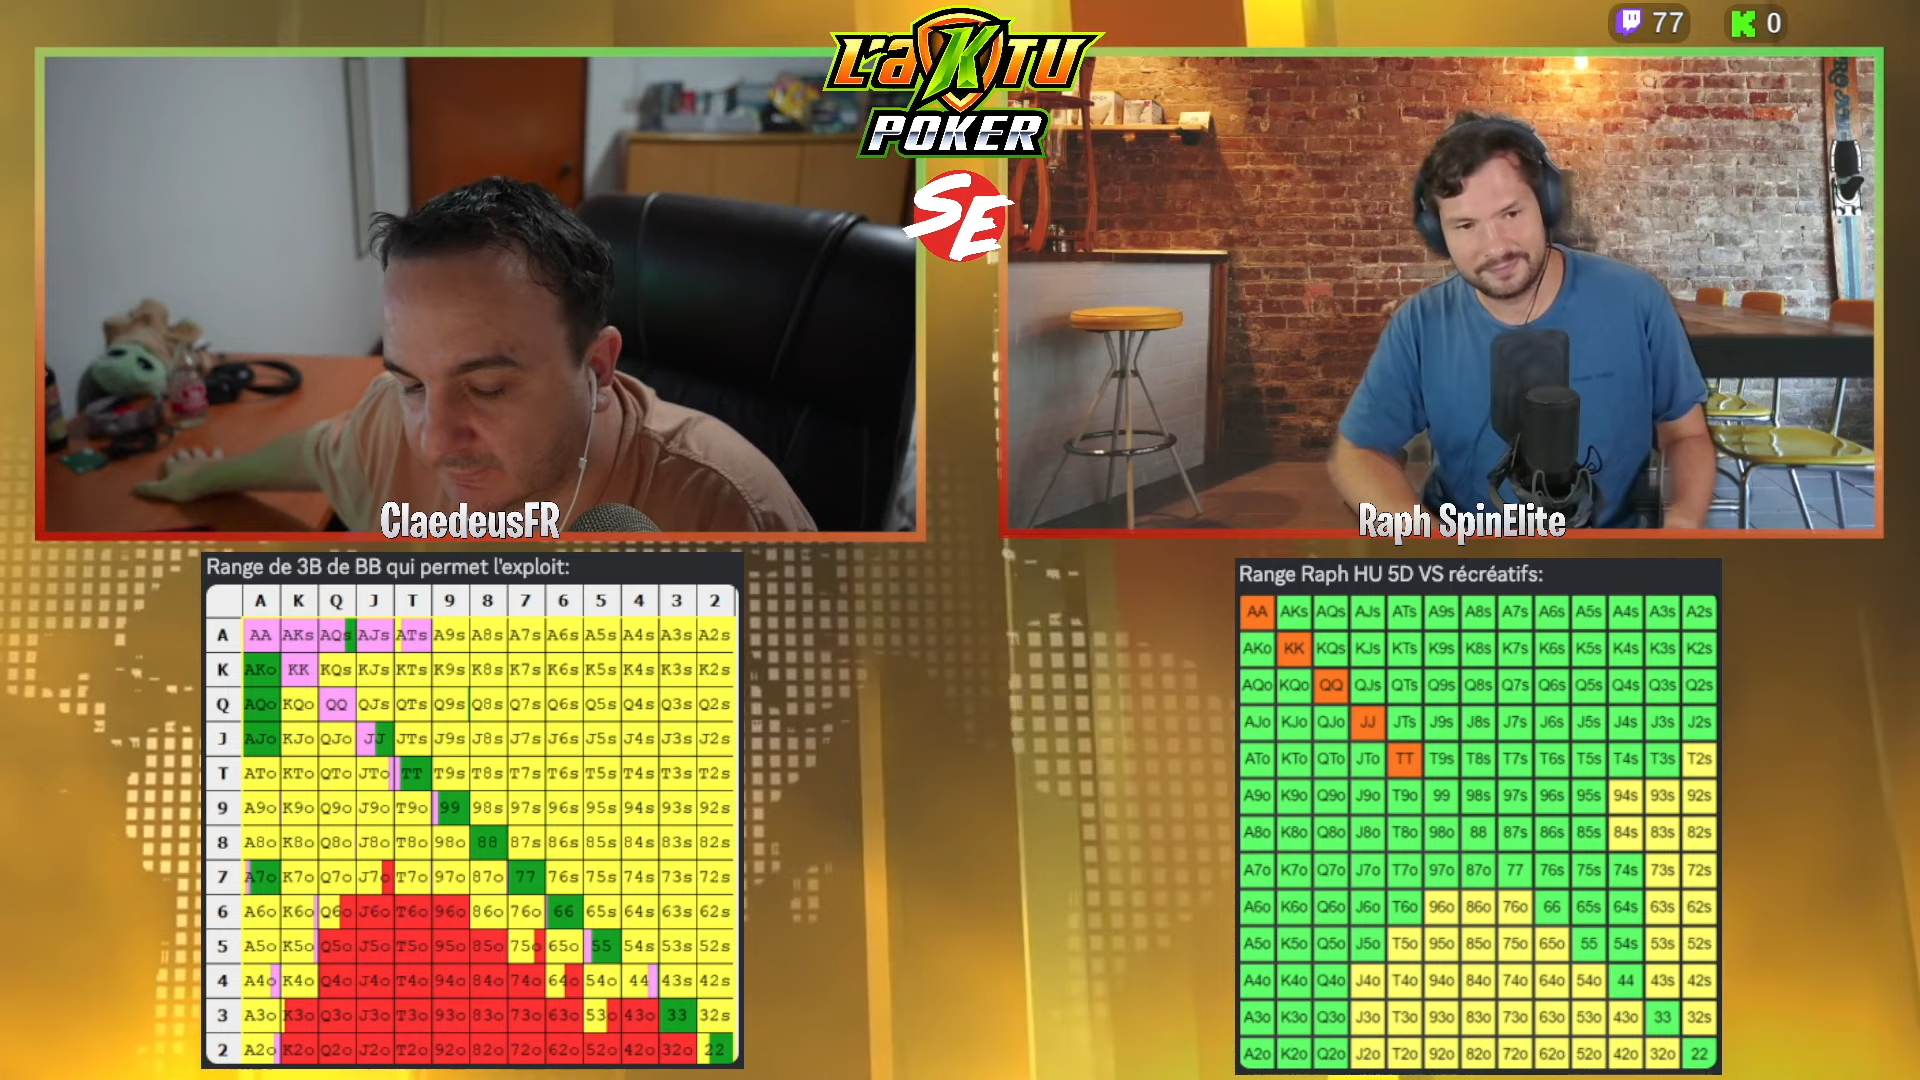 77 0
L'aKTU
POKER
SE
ClaedeusFR
Raph SpinElite
Range de 3B de BB qui permet l'exploit:
A K Q J T 9 8 7 6 5 4 3 2
A AA AKs AQs AJs ATs A9s A8s A7s A6s A5s A4s A3s A2s
K AKo KK KQs KJs KTs K9s K8s K7s K6s K5s K4s K3s K2s
Q AQo KQo QQ QJs QTs Q9s Q8s Q7s Q6s Q5s Q4s Q3s Q2s
J AJo KJo QJo JJ JTs J9s J8s J7s J6s J5s J4s J3s J2s
T ATo KTo QTo JTo TT T9s T8s T7s T6s T5s T4s T3s T2s
9 A9o K9o Q9o J9o T9o 99 98s 97s 96s 95s 94s 93s 92s
8 A8o K8o Q8o J8o T8o 98o 88 87s 86s 85s 84s 83s 82s
7 A7o K7o Q7o J7o T7o 97o 87o 77 76s 75s 74s 73s 72s
6 A6o K6o Q6o J6o T6o 96o 86o 76o 66 65s 64s 63s 62s
5 A5o K5o Q5o J5o T5o 95o 85o 75o 65o 55 54s 53s 52s
4 A4o K4o Q4o J4o T4o 94o 84o 74o 64o 54o 44 43s 42s
3 A3o K3o Q3o J3o T3o 93o 83o 73o 63o 53o 43o 33 32s
2 A2o K2o Q2o J2o T2o 92o 82o 72o 62o 52o 42o 32o 22
Range Raph HU 5D VS récréatifs:
AA AKs AQs AJs ATs A9s A8s A7s A6s A5s A4s A3s A2s
AKo KK KQs KJs KTs K9s K8s K7s K6s K5s K4s K3s K2s
AQo KQo QQ QJs QTs Q9s Q8s Q7s Q6s Q5s Q4s Q3s Q2s
AJo KJo QJo JJ JTs J9s J8s J7s J6s J5s J4s J3s J2s
ATo KTo QTo JTo TT T9s T8s T7s T6s T5s T4s T3s T2s
A9o K9o Q9o J9o T9o 99 98s 97s 96s 95s 94s 93s 92s
A8o K8o Q8o J8o T8o 98o 88 87s 86s 85s 84s 83s 82s
A7o K7o Q7o J7o T7o 97o 87o 77 76s 75s 74s 73s 72s
A6o K6o Q6o J6o T6o 96o 86o 76o 66 65s 64s 63s 62s
A5o K5o Q5o J5o T5o 95o 85o 75o 65o 55 54s 53s 52s
A4o K4o Q4o J4o T4o 94o 84o 74o 64o 54o 44 43s 42s
A3o K3o Q3o J3o T3o 93o 83o 73o 63o 53o 43o 33 32s
A2o K2o Q2o J2o T2o 92o 82o 72o 62o 52o 42o 32o 22